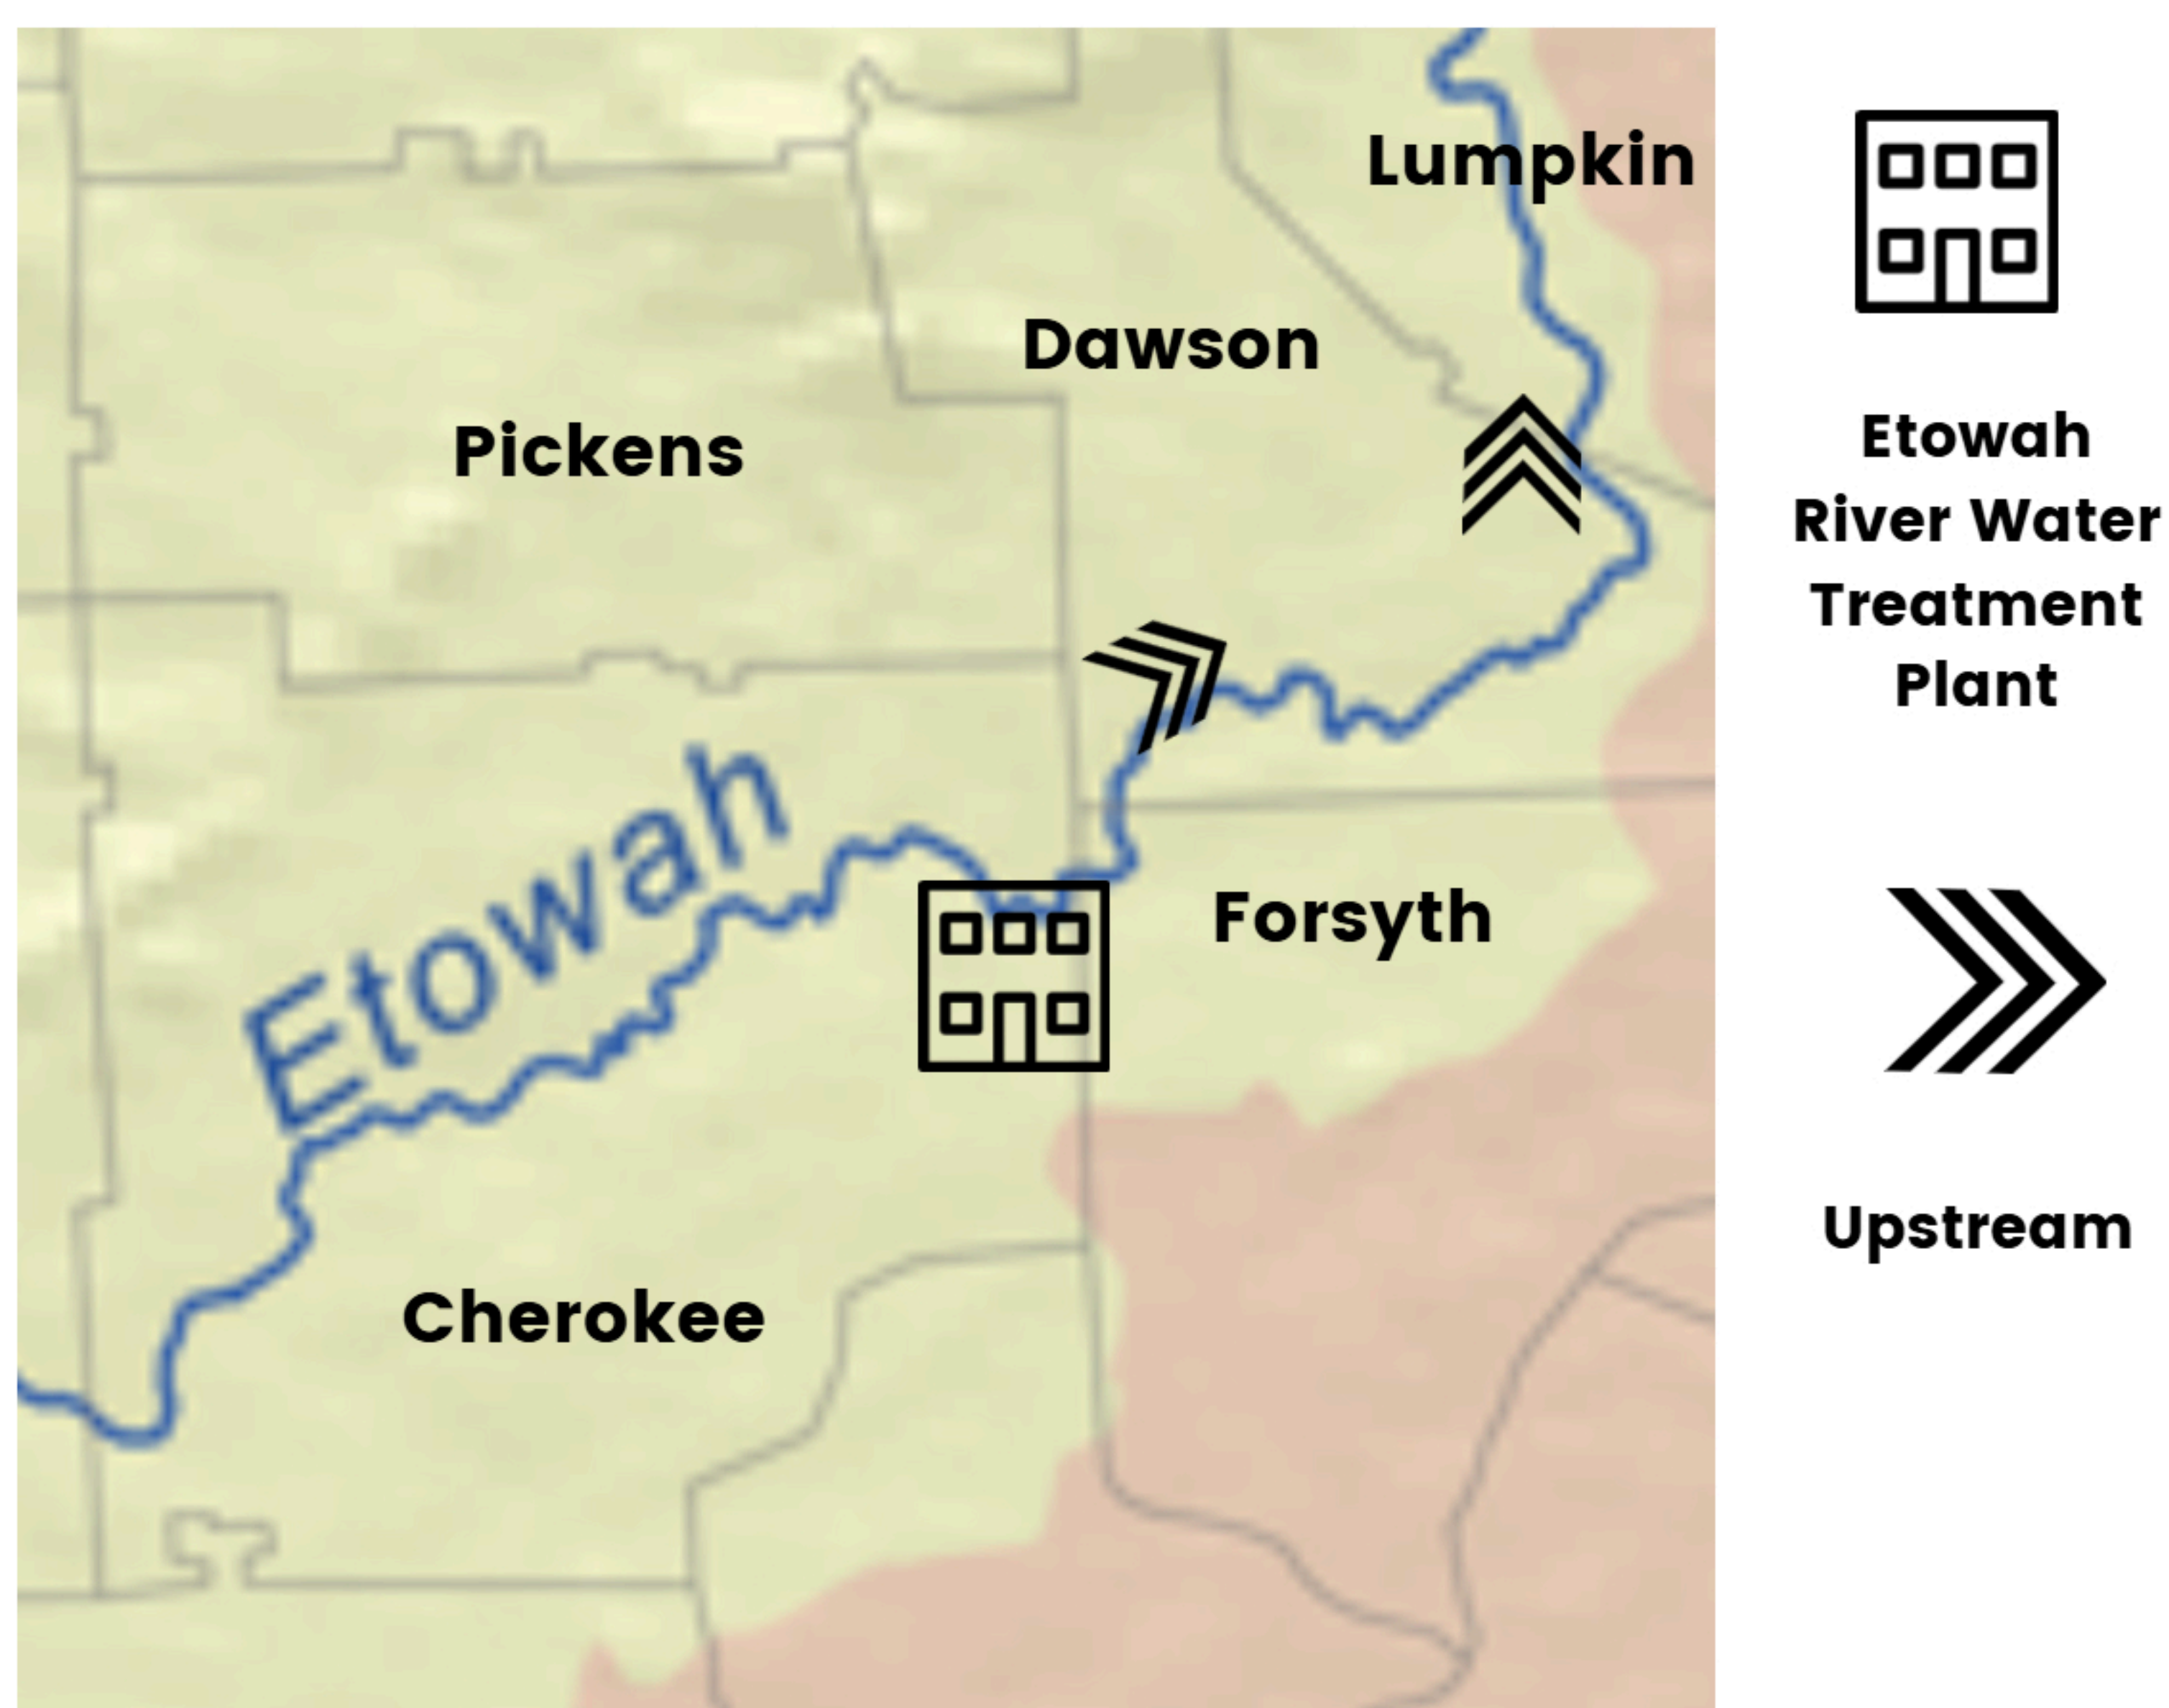 Lumpkin
Dawson
Pickens
Etowah
Forsyth
Cherokee
Etowah
River Water
Treatment
Plant
Upstream